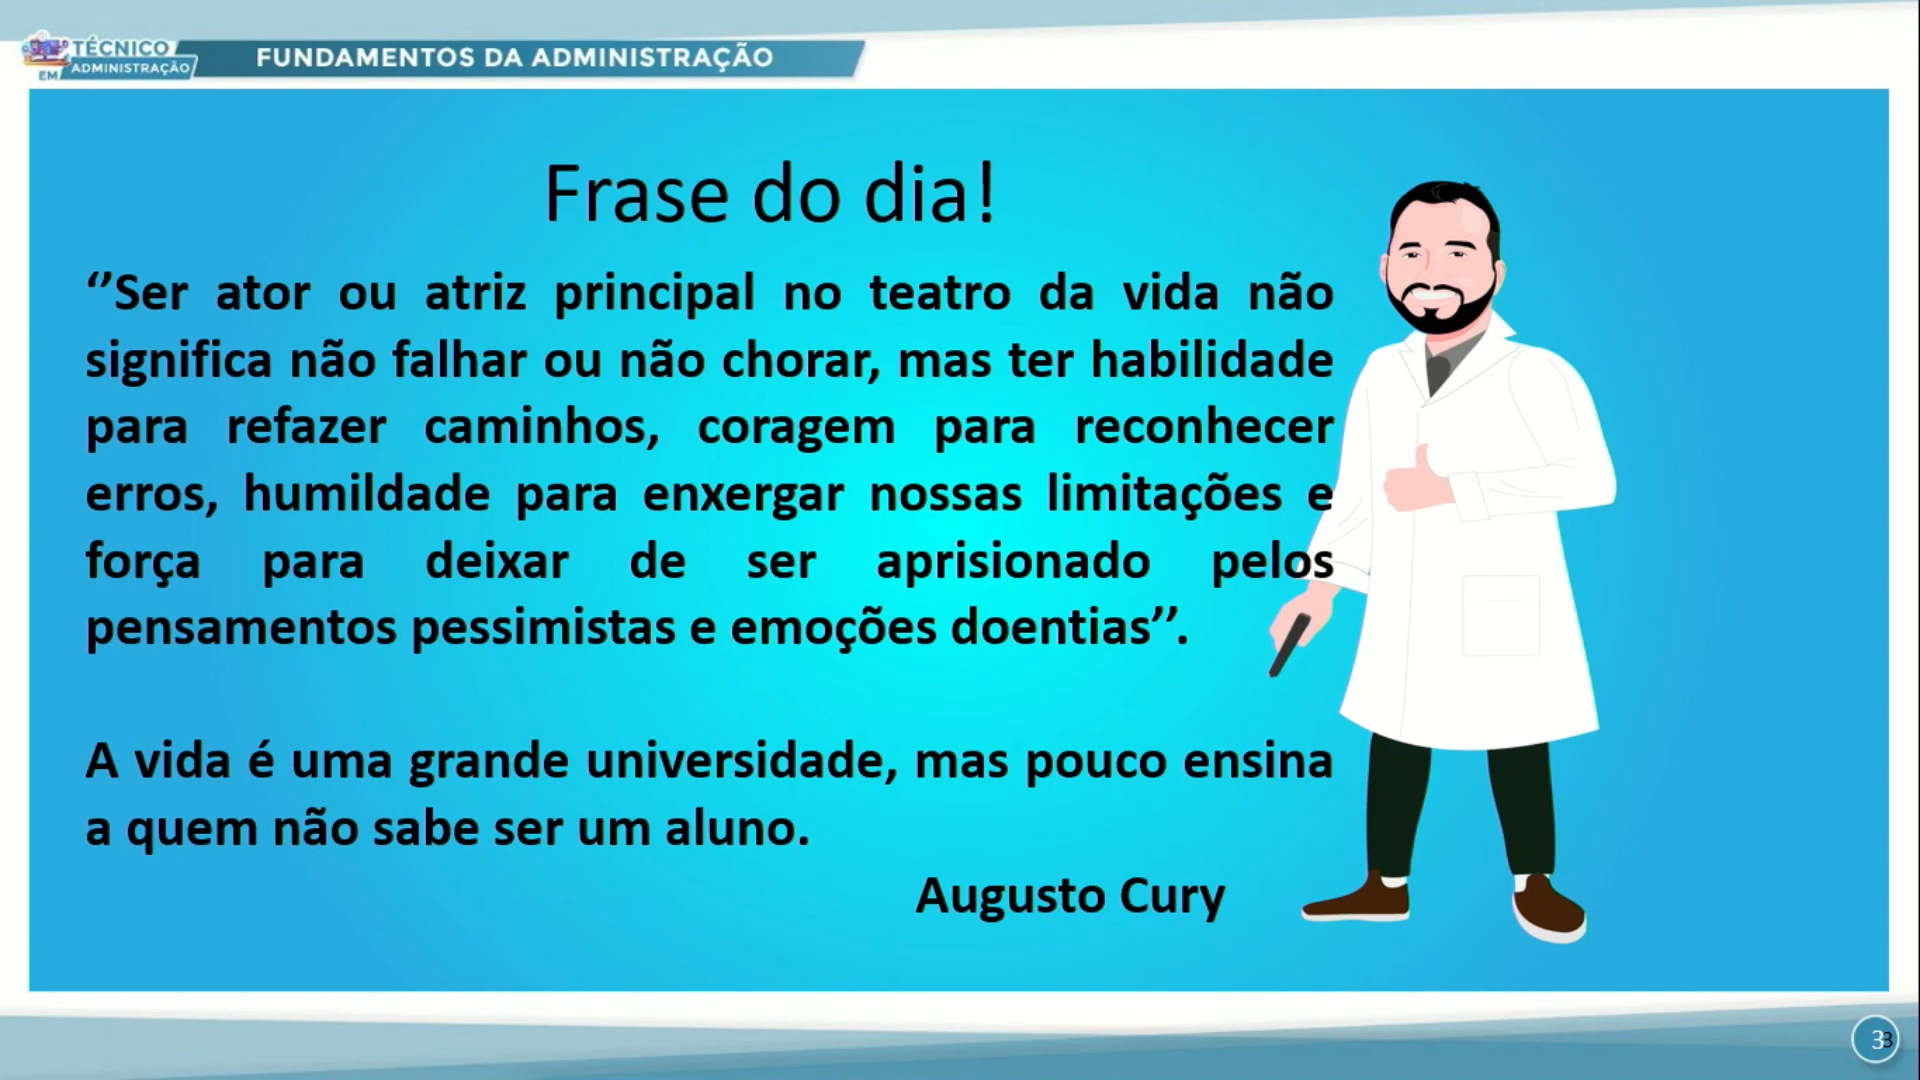 TÉCNICO
EM ADMINISTRAÇÃO
FUNDAMENTOS DA ADMINISTRAÇÃO
Frase do dia!
‘’Ser ator ou atriz principal no teatro da vida não
significa não falhar ou não chorar, mas ter habilidade
para refazer caminhos, coragem para reconhecer
erros, humildade para enxergar nossas limitações e
força para deixar de ser aprisionado pelos
pensamentos pessimistas e emoções doentias’’.
A vida é uma grande universidade, mas pouco ensina
a quem não sabe ser um aluno.
Augusto Cury
3